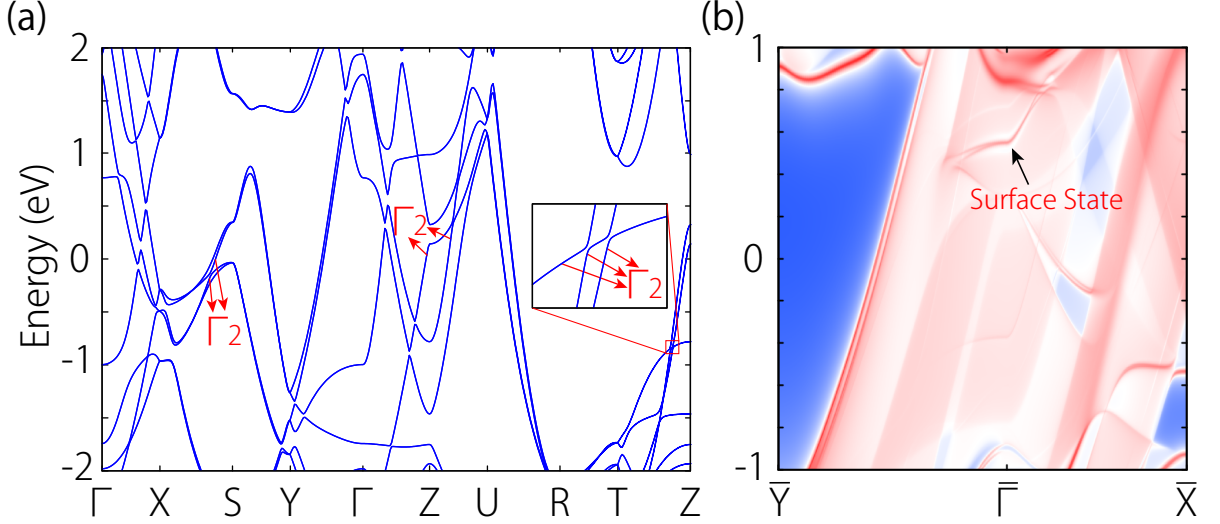 (a)
Energy (eV)
2
1
0
-1
-2
Γ2
Γ2
Γ2
Γ X S Y Γ Z U R T Z
(b)
1
0
-1
Surface State
Y̅ Γ̅ X̅